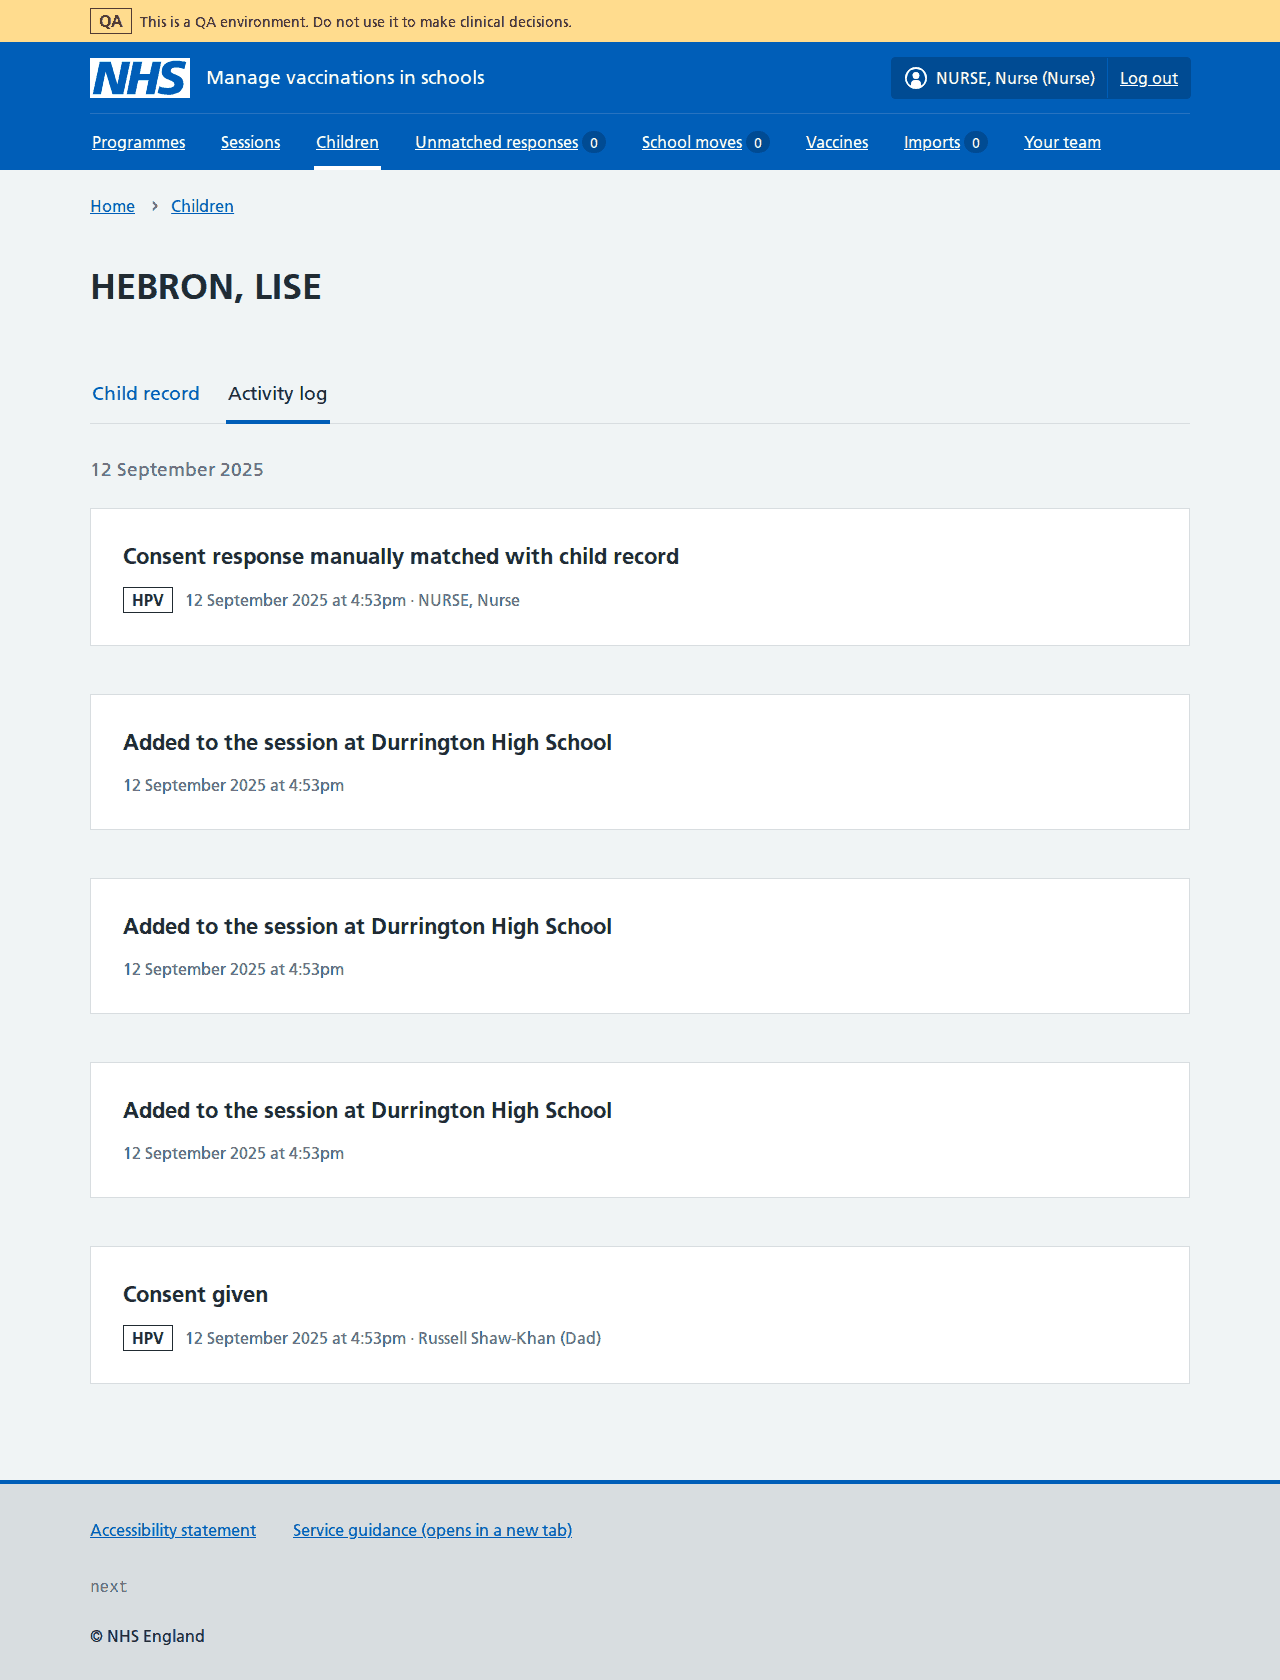 QA This is a QA environment. Do not use it to make clinical decisions.
NHS Manage vaccinations in schools NURSE, Nurse (Nurse) Log out
Programmes Sessions Children Unmatched responses 0 School moves 0 Vaccines Imports 0 Your team
Home Children
HEBRON, LISE
Child record Activity log
12 September 2025
Consent response manually matched with child record
HPV 12 September 2025 at 4:53pm · NURSE, Nurse
Added to the session at Durrington High School
12 September 2025 at 4:53pm
Added to the session at Durrington High School
12 September 2025 at 4:53pm
Added to the session at Durrington High School
12 September 2025 at 4:53pm
Consent given
HPV 12 September 2025 at 4:53pm · Russell Shaw-Khan (Dad)
Accessibility statement Service guidance (opens in a new tab)
next
© NHS England